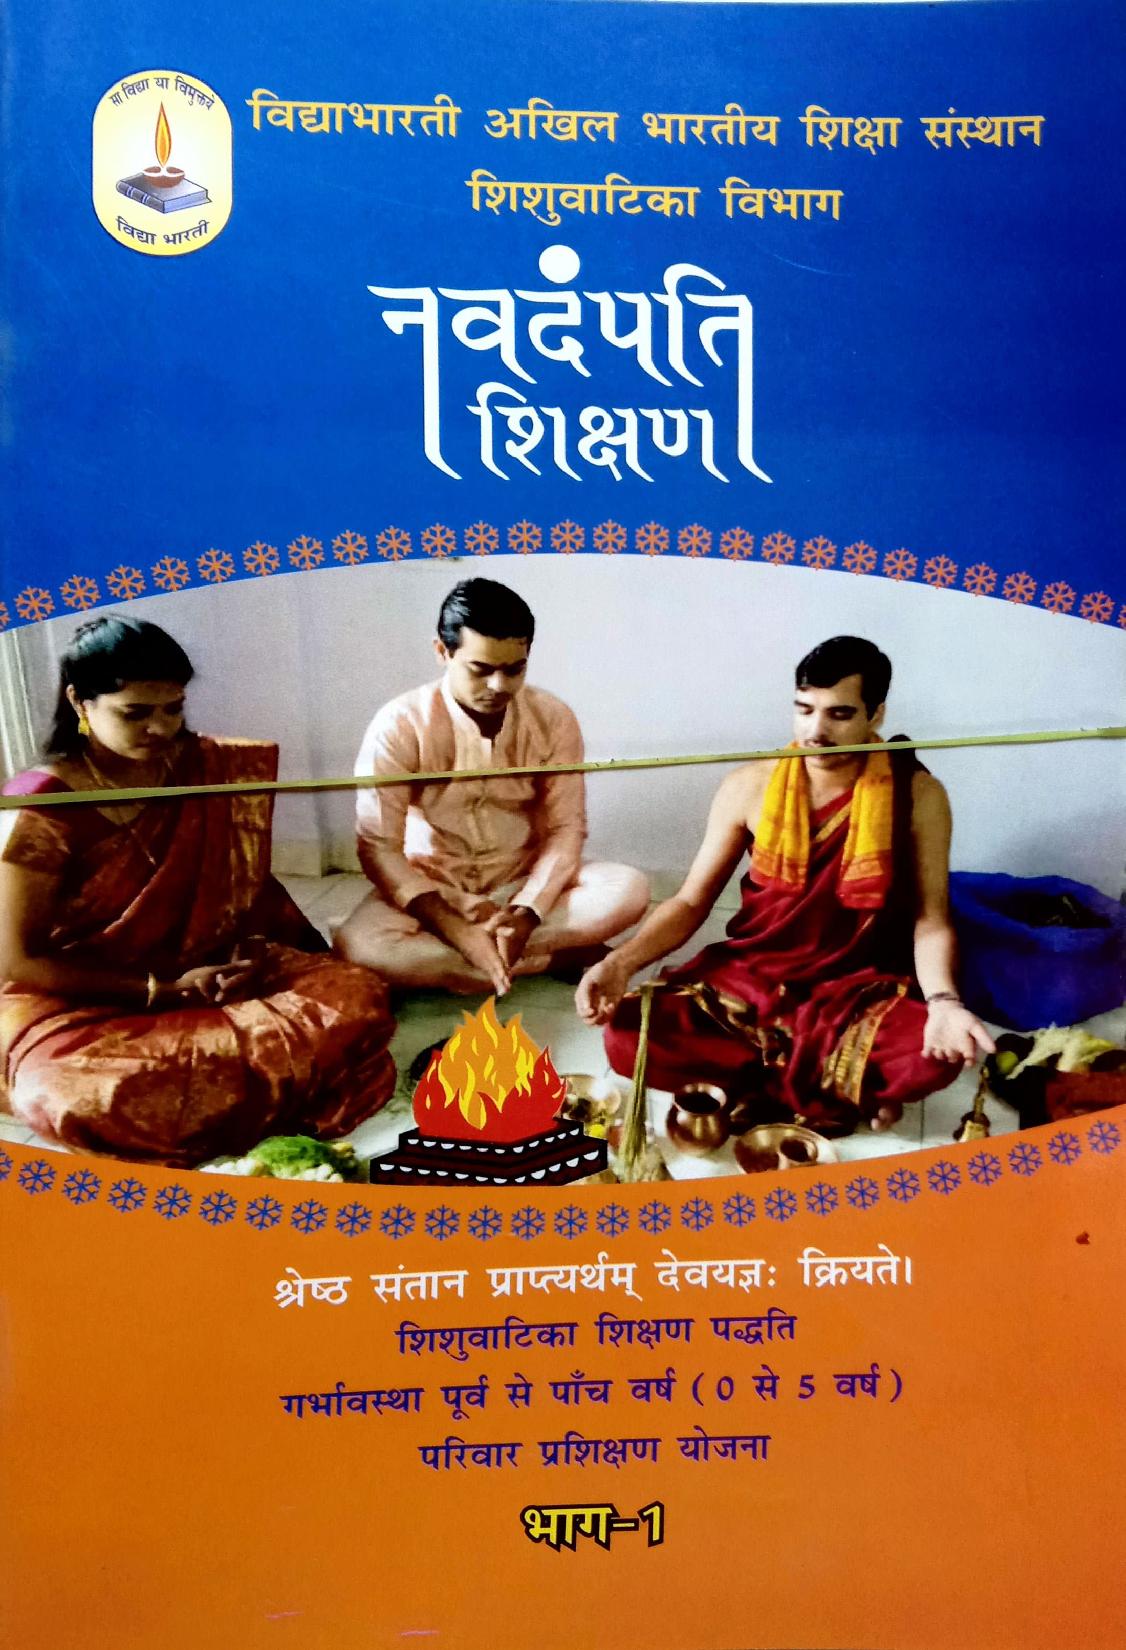 सा विद्या या विमुक्तये
विद्या भारती
विद्याभारती अखिल भारतीय शिक्षा संस्थान
शिशुवाटिका विभाग
नवदंपति
शिक्षण
श्रेष्ठ संतान प्राप्त्यर्थम् देवयज्ञः क्रियते।
शिशुवाटिका शिक्षण पद्धति
गर्भावस्था पूर्व से पाँच वर्ष ( 0 से 5 वर्ष )
परिवार प्रशिक्षण योजना
भाग-1